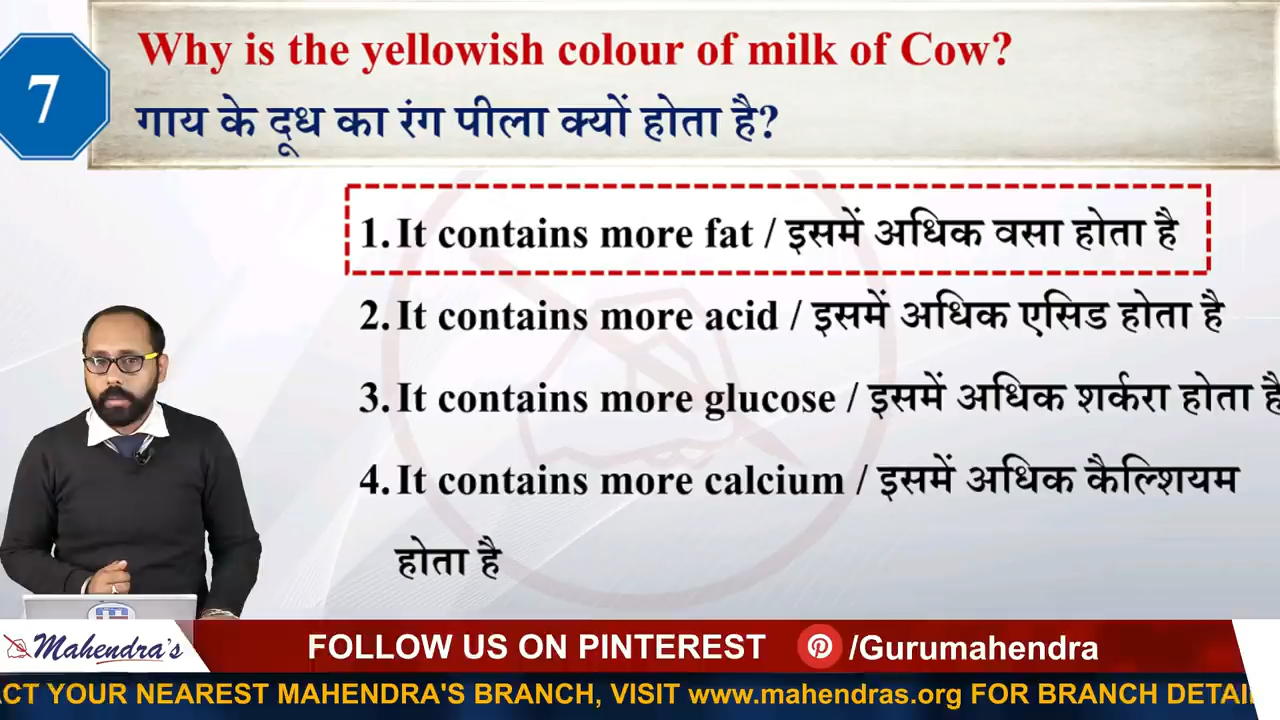 7
Why is the yellowish colour of milk of Cow?
गाय के दूध का रंग पीला क्यों होता है?
1. It contains more fat / इसमें अधिक वसा होता है
2. It contains more acid / इसमें अधिक एसिड होता है
3. It contains more glucose / इसमें अधिक शर्करा होता है
4. It contains more calcium / इसमें अधिक कैल्शियम
होता है
Mahendra's
FOLLOW US ON PINTEREST /Gurumahendra
ACT YOUR NEAREST MAHENDRA'S BRANCH, VISIT www.mahendras.org FOR BRANCH DETAI